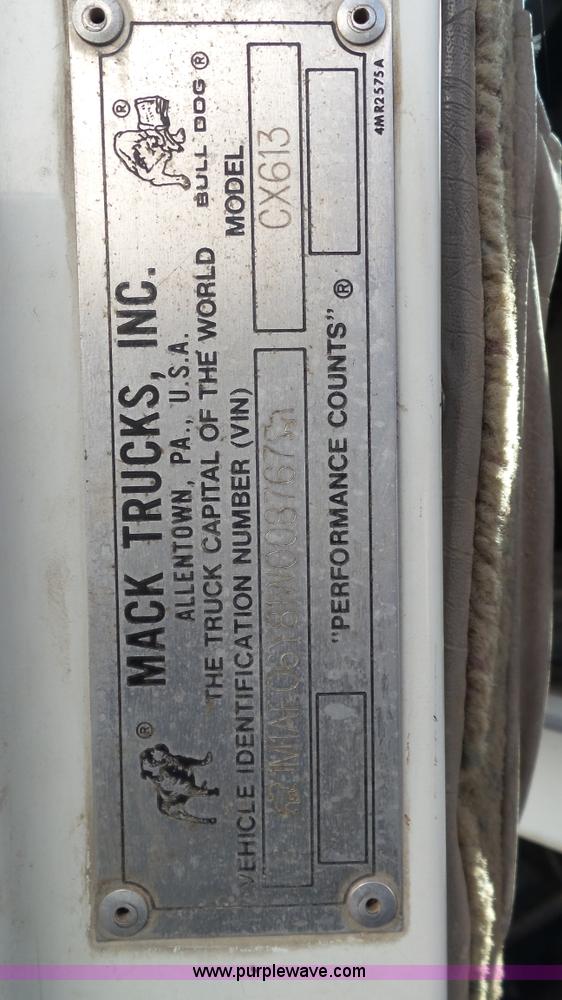 MACK TRUCKS, INC.
ALLENTOWN, PA., U.S.A.
"THE TRUCK CAPITAL OF THE WORLD
BULL DOG ®
VEHICLE IDENTIFICATION NUMBER (VIN)
MODEL
CX613
"PERFORMANCE COUNTS" ®
4MR2575A
www.purplewave.com